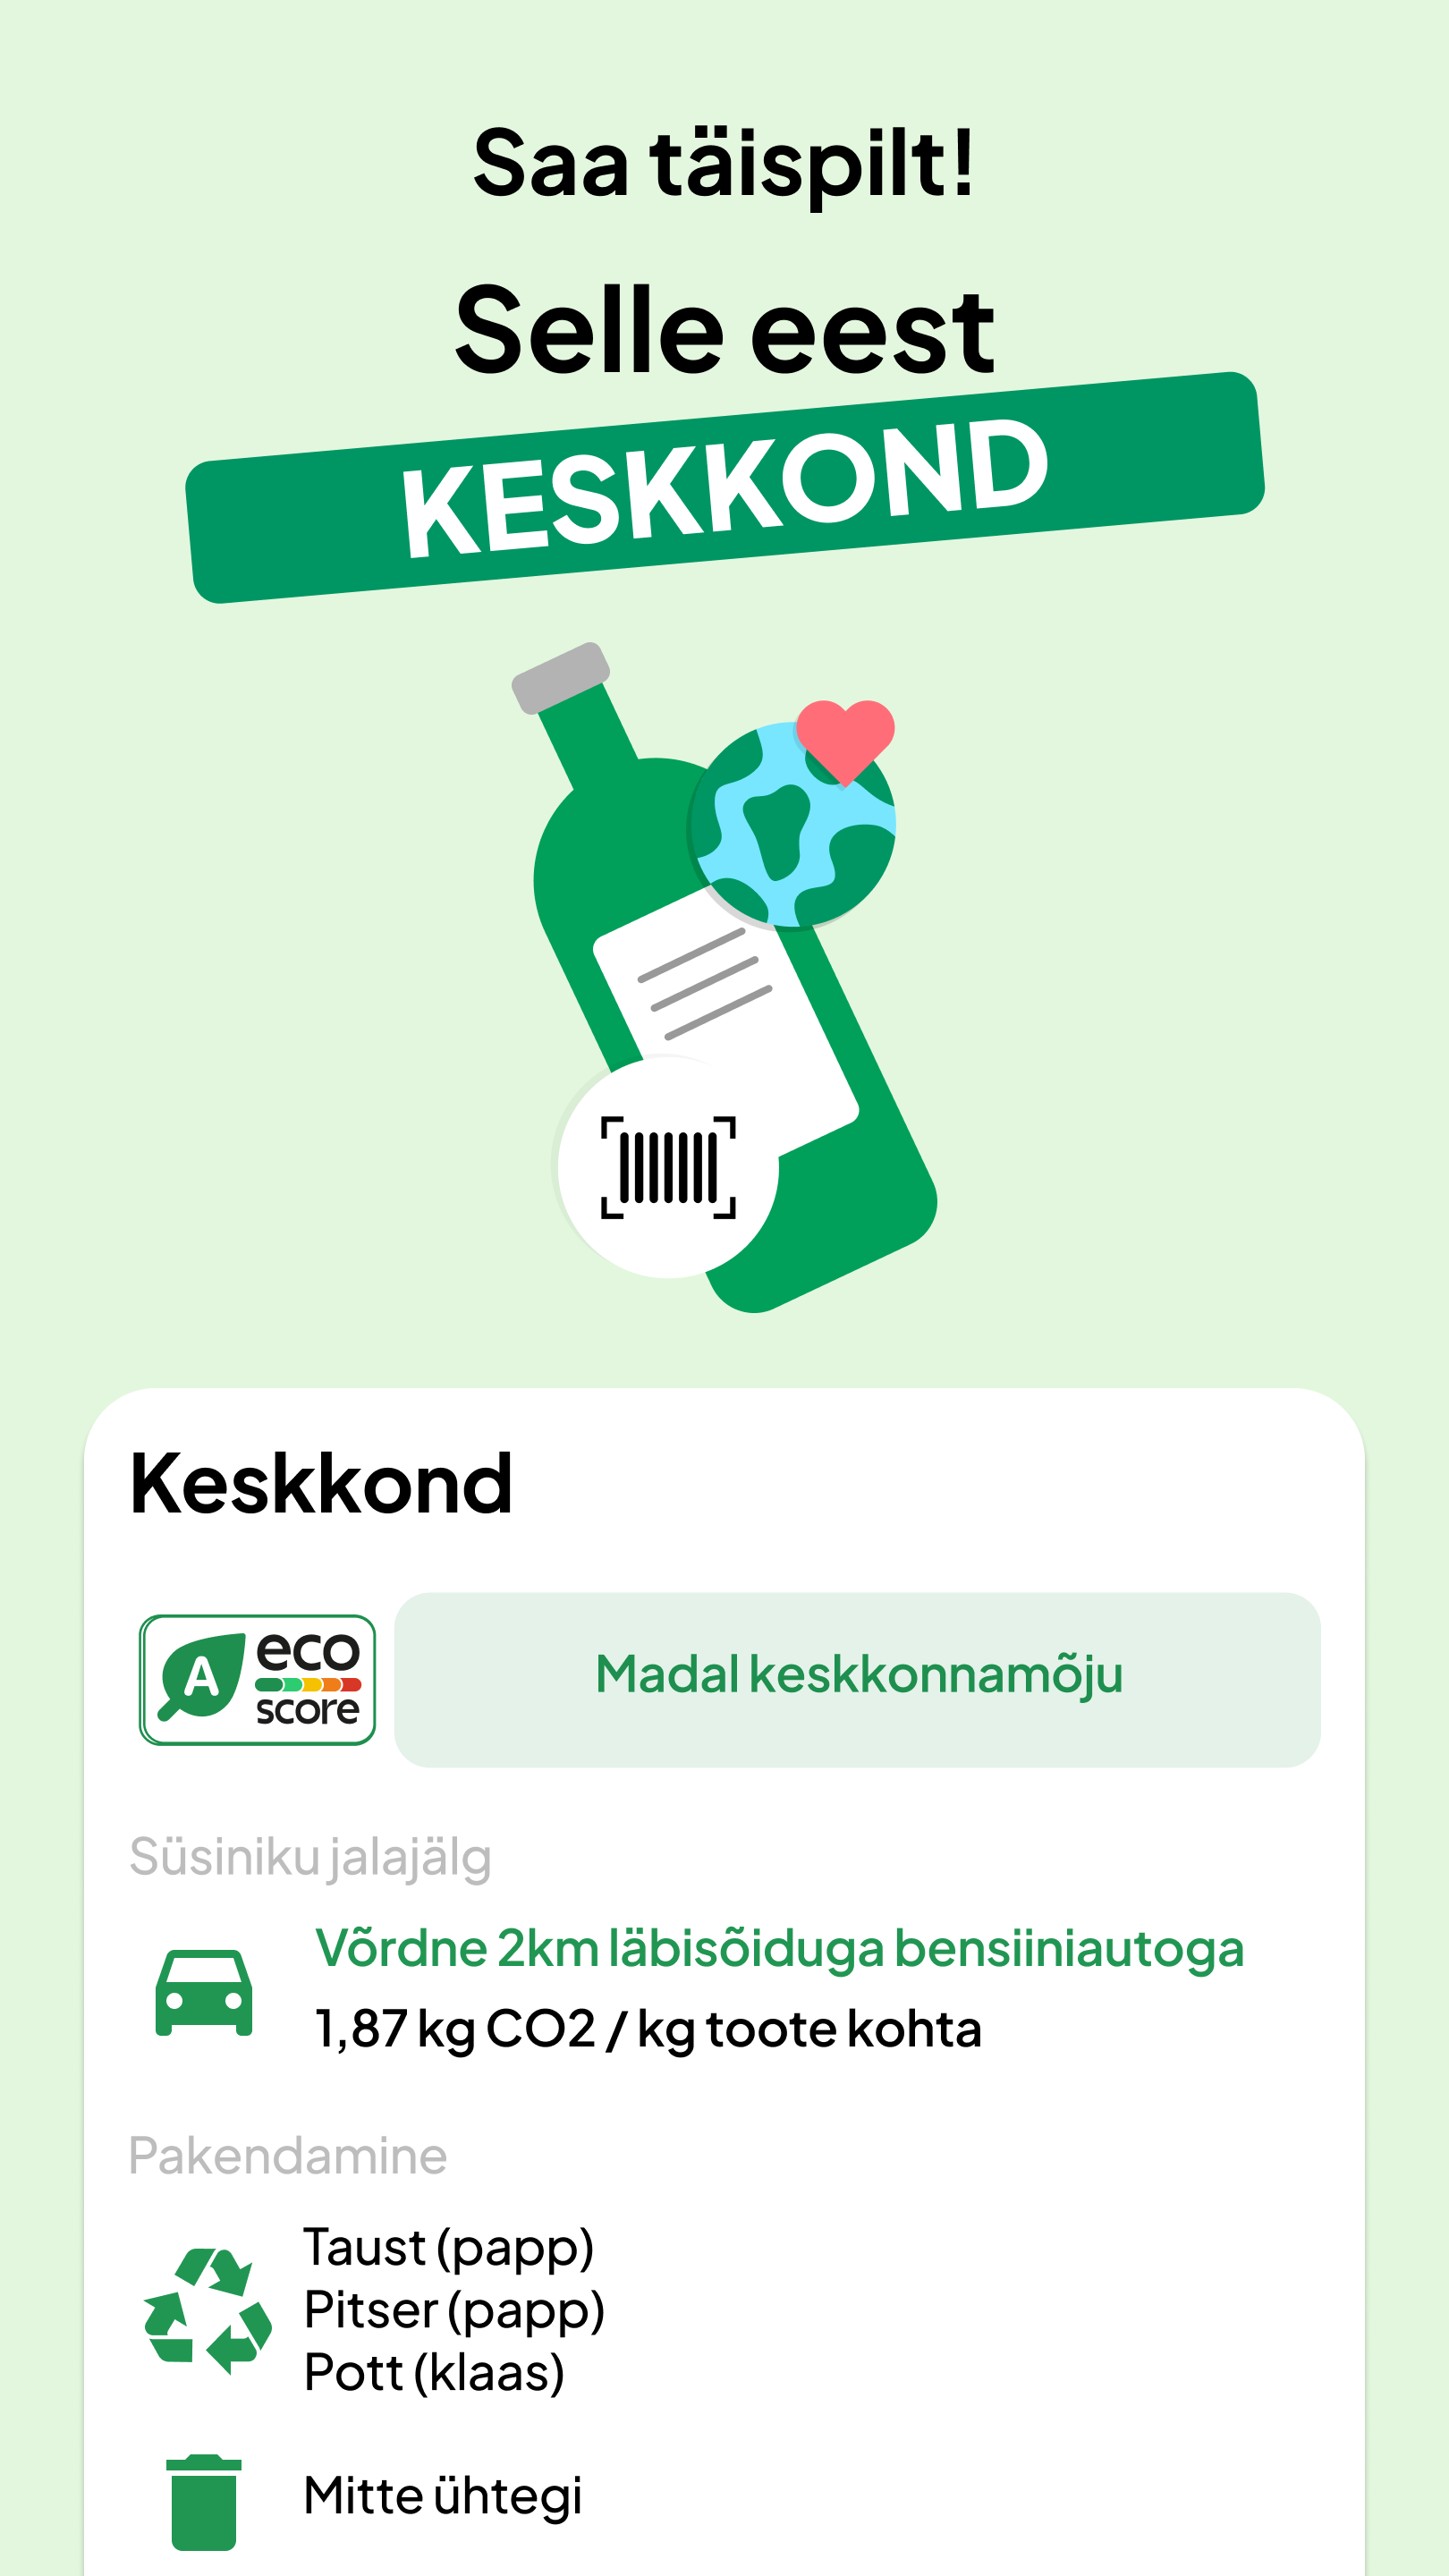 Saa täispilt!
Selle eest
KESKKOND
Keskkond
A
eco
score
Madal keskkonnamõju
Süsiniku jalajälg
Võrdne 2km läbisõiduga bensiiniautoga
1,87 kg CO2 / kg toote kohta
Pakendamine
Taust (papp)
Pitser (papp)
Pott (klaas)
Mitte ühtegi